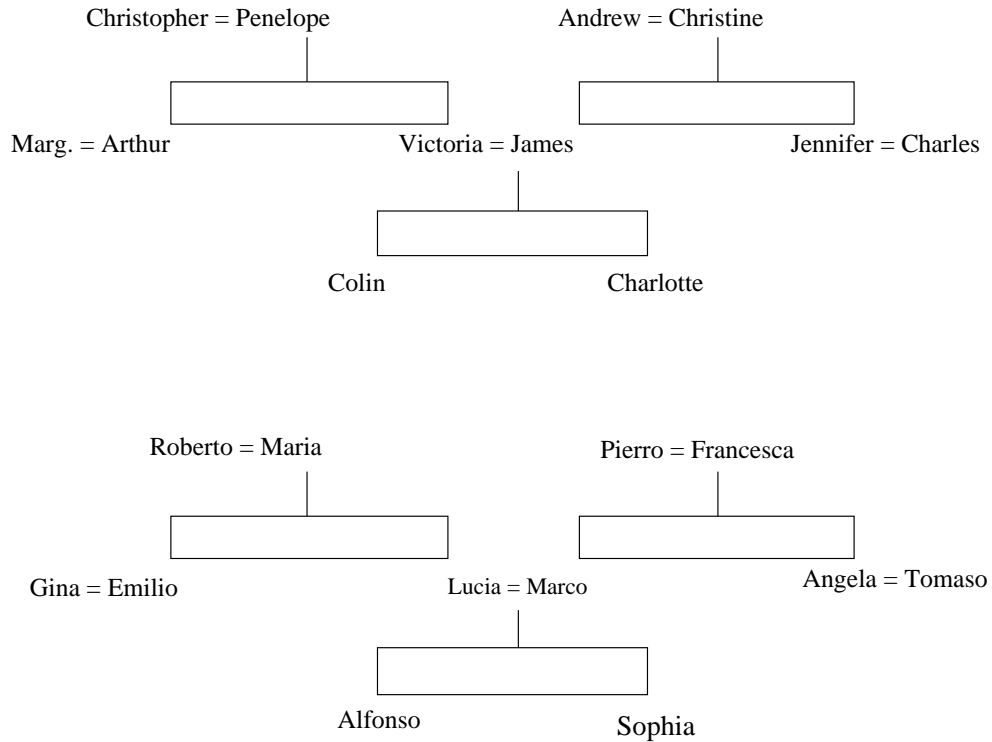 Christopher = Penelope Andrew = Christine
Marg. = Arthur Victoria = James Jennifer = Charles
Colin Charlotte
Roberto = Maria Pierro = Francesca
Gina = Emilio Lucia = Marco Angela = Tomaso
Alfonso Sophia